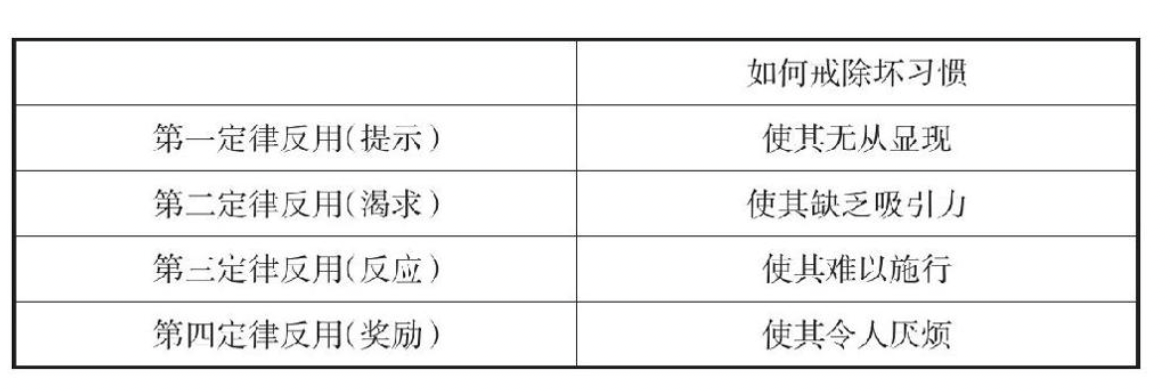 如何戒除坏习惯
第一定律反用(提示) 使其无从显现
第二定律反用(渴求) 使其缺乏吸引力
第三定律反用(反应) 使其难以施行
第四定律反用(奖励) 使其令人厌烦